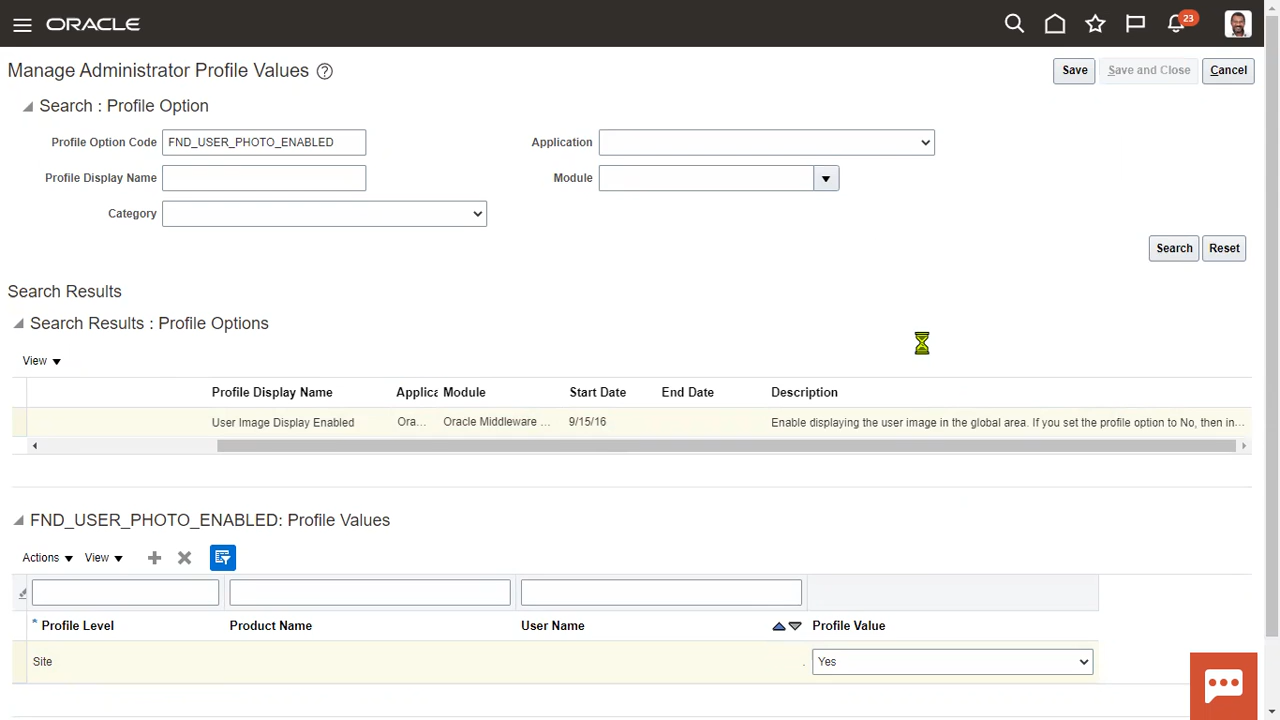 ORACLE
23
Manage Administrator Profile Values
Save
Save and Close
Cancel
Search : Profile Option
Profile Option Code FND_USER_PHOTO_ENABLED
Application
Profile Display Name
Module
Category
Search
Reset
Search Results
Search Results : Profile Options
View
Profile Display Name Applica Module Start Date End Date Description
User Image Display Enabled Ora... Oracle Middleware ... 9/15/16 Enable displaying the user image in the global area. If you set the profile option to No, then in...
FND_USER_PHOTO_ENABLED: Profile Values
Actions View
* Profile Level Product Name User Name Profile Value
Site Yes